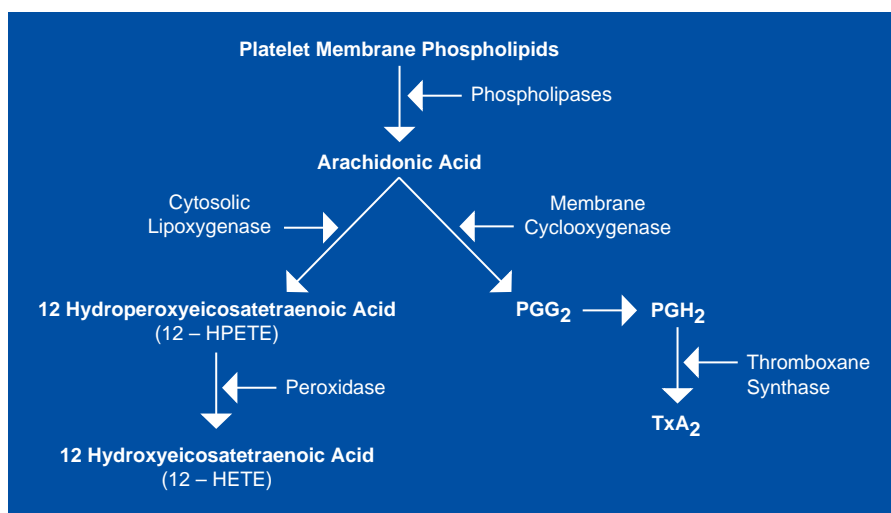 Platelet Membrane Phospholipids
Phospholipases
Arachidonic Acid
Cytosolic
Lipoxygenase
Membrane
Cyclooxygenase
12 Hydroperoxyeicosatetraenoic Acid
(12 – HPETE)
PGG2
PGH2
Peroxidase
Thromboxane
Synthase
TxA2
12 Hydroxyeicosatetraenoic Acid
(12 – HETE)